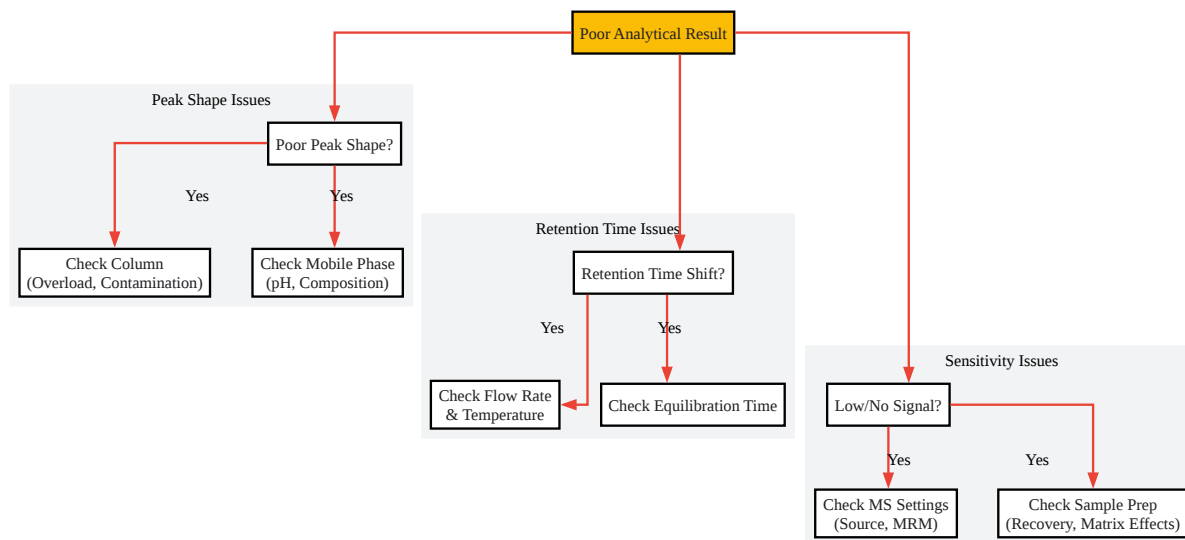 Poor Analytical Result
Peak Shape Issues
Poor Peak Shape?
Yes
Yes
Check Column
(Overload, Contamination)
Check Mobile Phase
(pH, Composition)
Retention Time Issues
Retention Time Shift?
Yes
Yes
Check Flow Rate
& Temperature
Check Equilibration Time
Sensitivity Issues
Low/No Signal?
Yes
Yes
Check MS Settings
(Source, MRM)
Check Sample Prep
(Recovery, Matrix Effects)